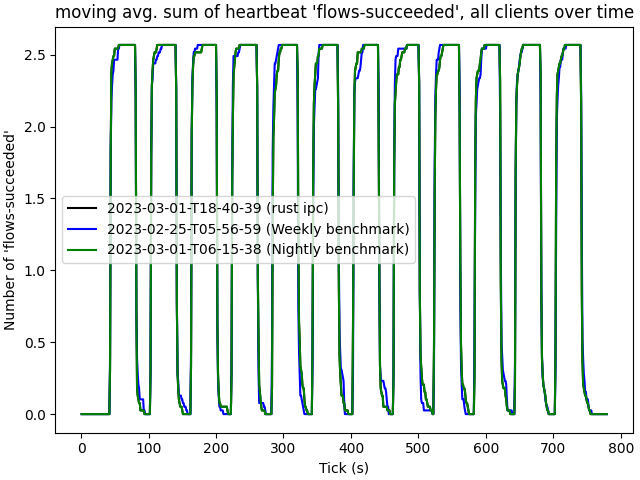 moving avg. sum of heartbeat 'flows-succeeded', all clients over time
Number of 'flows-succeeded'
2.5
2.0
1.5
1.0
0.5
0.0
2023-03-01-T18-40-39 (rust ipc)
2023-02-25-T05-56-59 (Weekly benchmark)
2023-03-01-T06-15-38 (Nightly benchmark)
0 100 200 300 400 500 600 700 800
Tick (s)